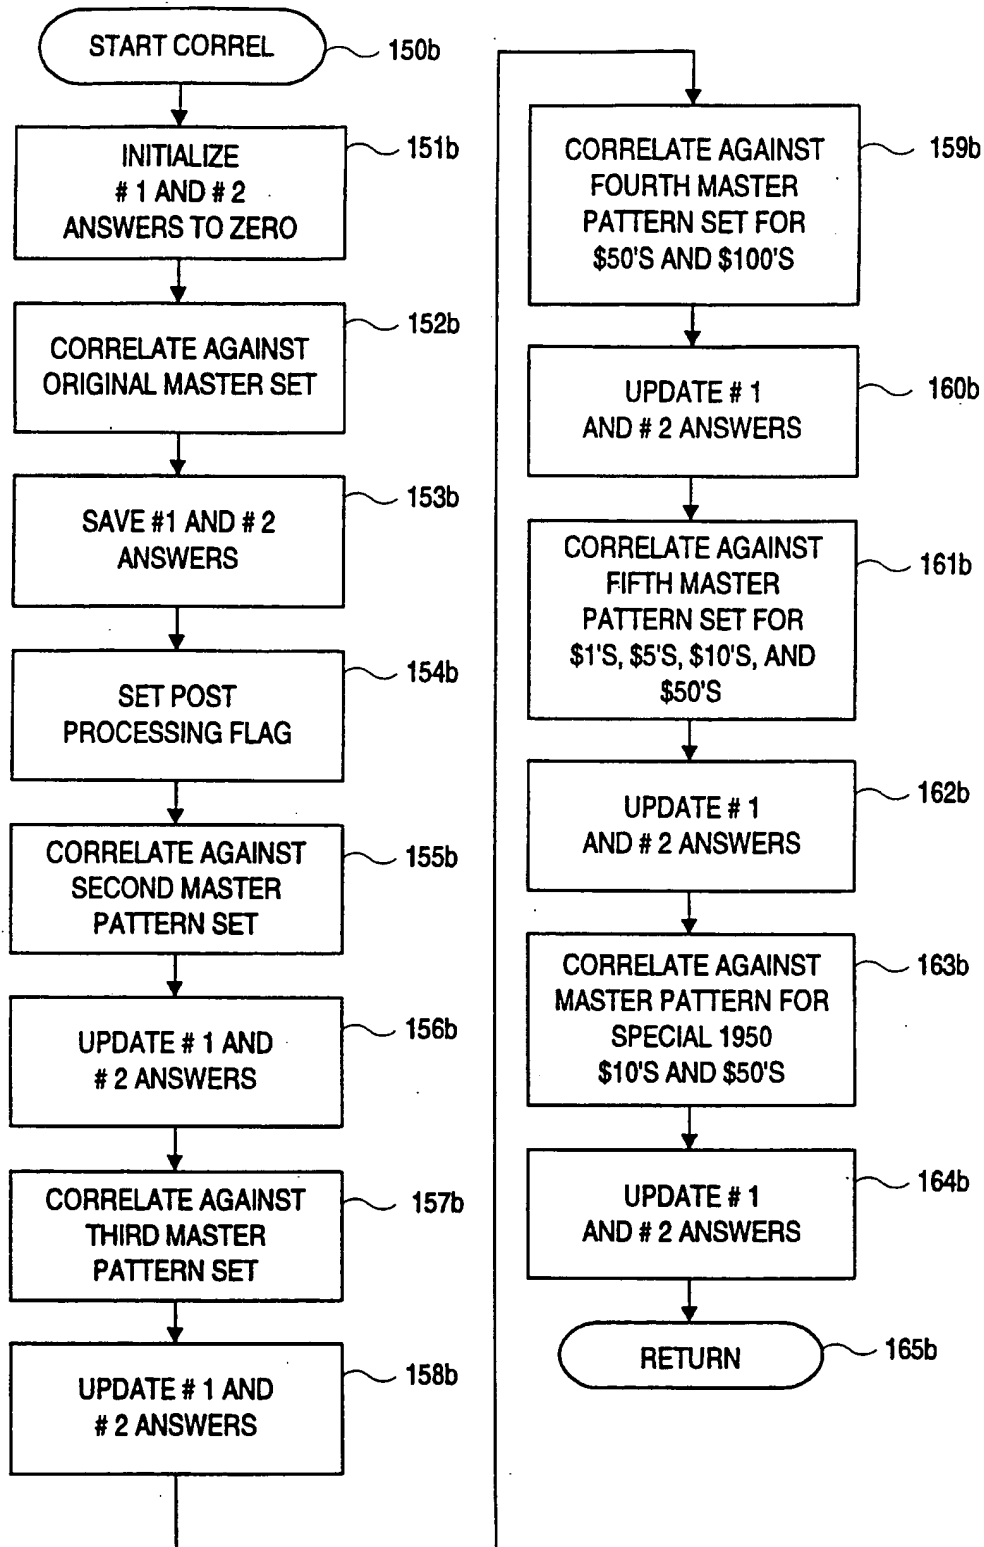 START CORREL
150b
INITIALIZE
# 1 AND # 2
ANSWERS TO ZERO
151b
CORRELATE AGAINST
ORIGINAL MASTER SET
152b
SAVE #1 AND # 2
ANSWERS
153b
SET POST
PROCESSING FLAG
154b
CORRELATE AGAINST
SECOND MASTER
PATTERN SET
155b
UPDATE # 1 AND
# 2 ANSWERS
156b
CORRELATE AGAINST
THIRD MASTER
PATTERN SET
157b
UPDATE # 1 AND
# 2 ANSWERS
158b
CORRELATE AGAINST
FOURTH MASTER
PATTERN SET FOR
$50'S AND $100'S
159b
UPDATE # 1
AND # 2 ANSWERS
160b
CORRELATE AGAINST
FIFTH MASTER
PATTERN SET FOR
$1'S, $5'S, $10'S, AND
$50'S
161b
UPDATE # 1
AND # 2 ANSWERS
162b
CORRELATE AGAINST
MASTER PATTERN FOR
SPECIAL 1950
$10'S AND $50'S
163b
UPDATE # 1
AND # 2 ANSWERS
164b
RETURN
165b